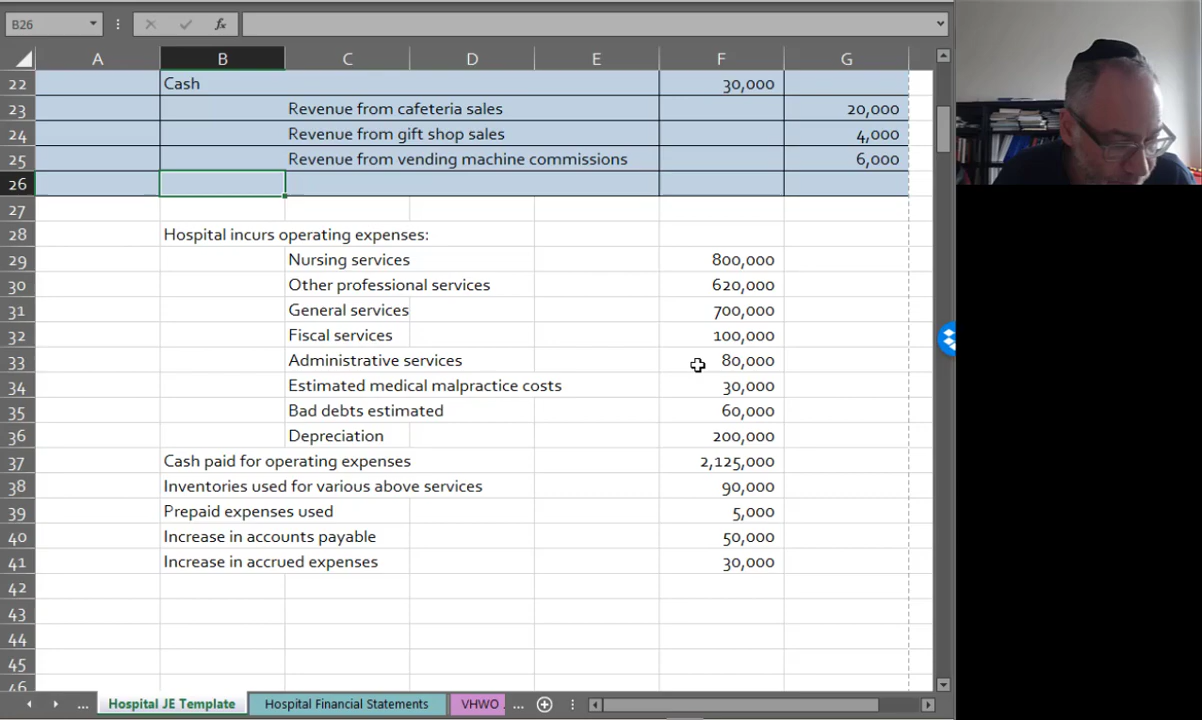 B26 fx
A B C D E F G
22 Cash 30,000
23 Revenue from cafeteria sales 20,000
24 Revenue from gift shop sales 4,000
25 Revenue from vending machine commissions 6,000
26
27
28 Hospital incurs operating expenses:
29 Nursing services 800,000
30 Other professional services 620,000
31 General services 700,000
32 Fiscal services 100,000
33 Administrative services 80,000
34 Estimated medical malpractice costs 30,000
35 Bad debts estimated 60,000
36 Depreciation 200,000
37 Cash paid for operating expenses 2,125,000
38 Inventories used for various above services 90,000
39 Prepaid expenses used 5,000
40 Increase in accounts payable 50,000
41 Increase in accrued expenses 30,000
42
43
44
45
46
... Hospital JE Template Hospital Financial Statements VHWO ...